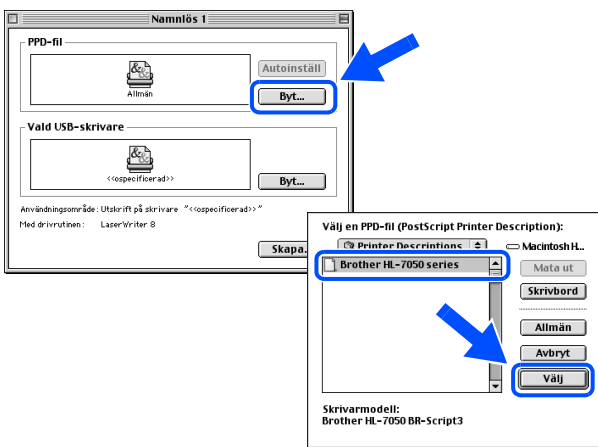 Namnlös 1
PPD-fil
Allmän
Autoinställ
Byt...
Vald USB-skrivare
<<ospecificerad>>
Byt...
Användningsområde: Utskrift på skrivare "<<ospecificerad>>"
Med drivrutinen: LaserWriter 8
Skapa..
Välj en PPD-fil (PostScript Printer Description):
Printer Descriptions
Macintosh H...
Brother HL-7050 series
Mata ut
Skrivbord
Allmän
Avbryt
Välj
Skrivarmodell:
Brother HL-7050 BR-Script3